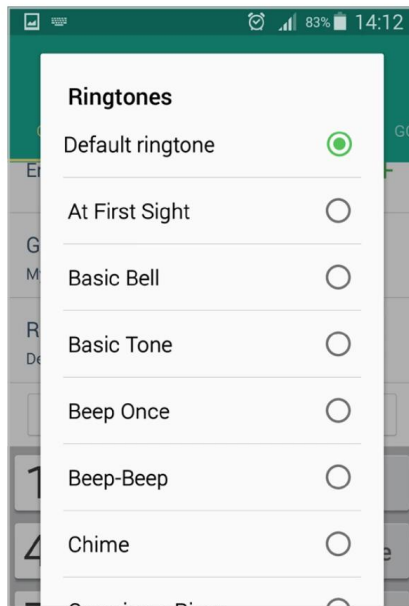 83% 14:12
Ringtones
Default ringtone
At First Sight
Basic Bell
Basic Tone
Beep Once
Beep-Beep
Chime